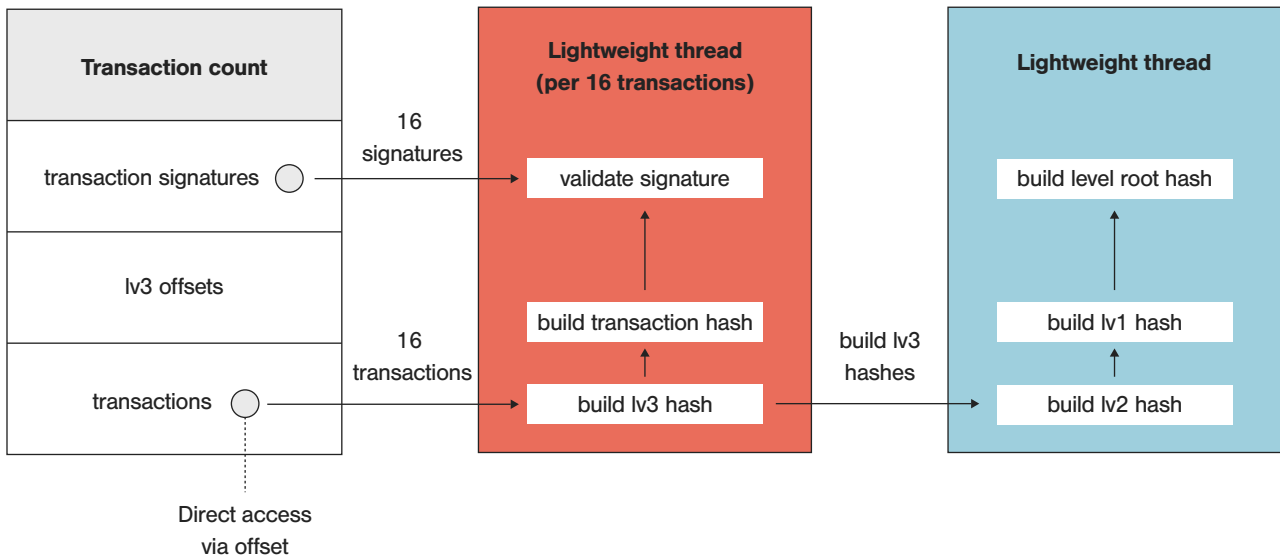 Transaction count
transaction signatures
lv3 offsets
transactions
Direct access
via offset
16
signatures
16
transactions
Lightweight thread
(per 16 transactions)
validate signature
build transaction hash
build lv3 hash
build lv3
hashes
Lightweight thread
build level root hash
build lv1 hash
build lv2 hash